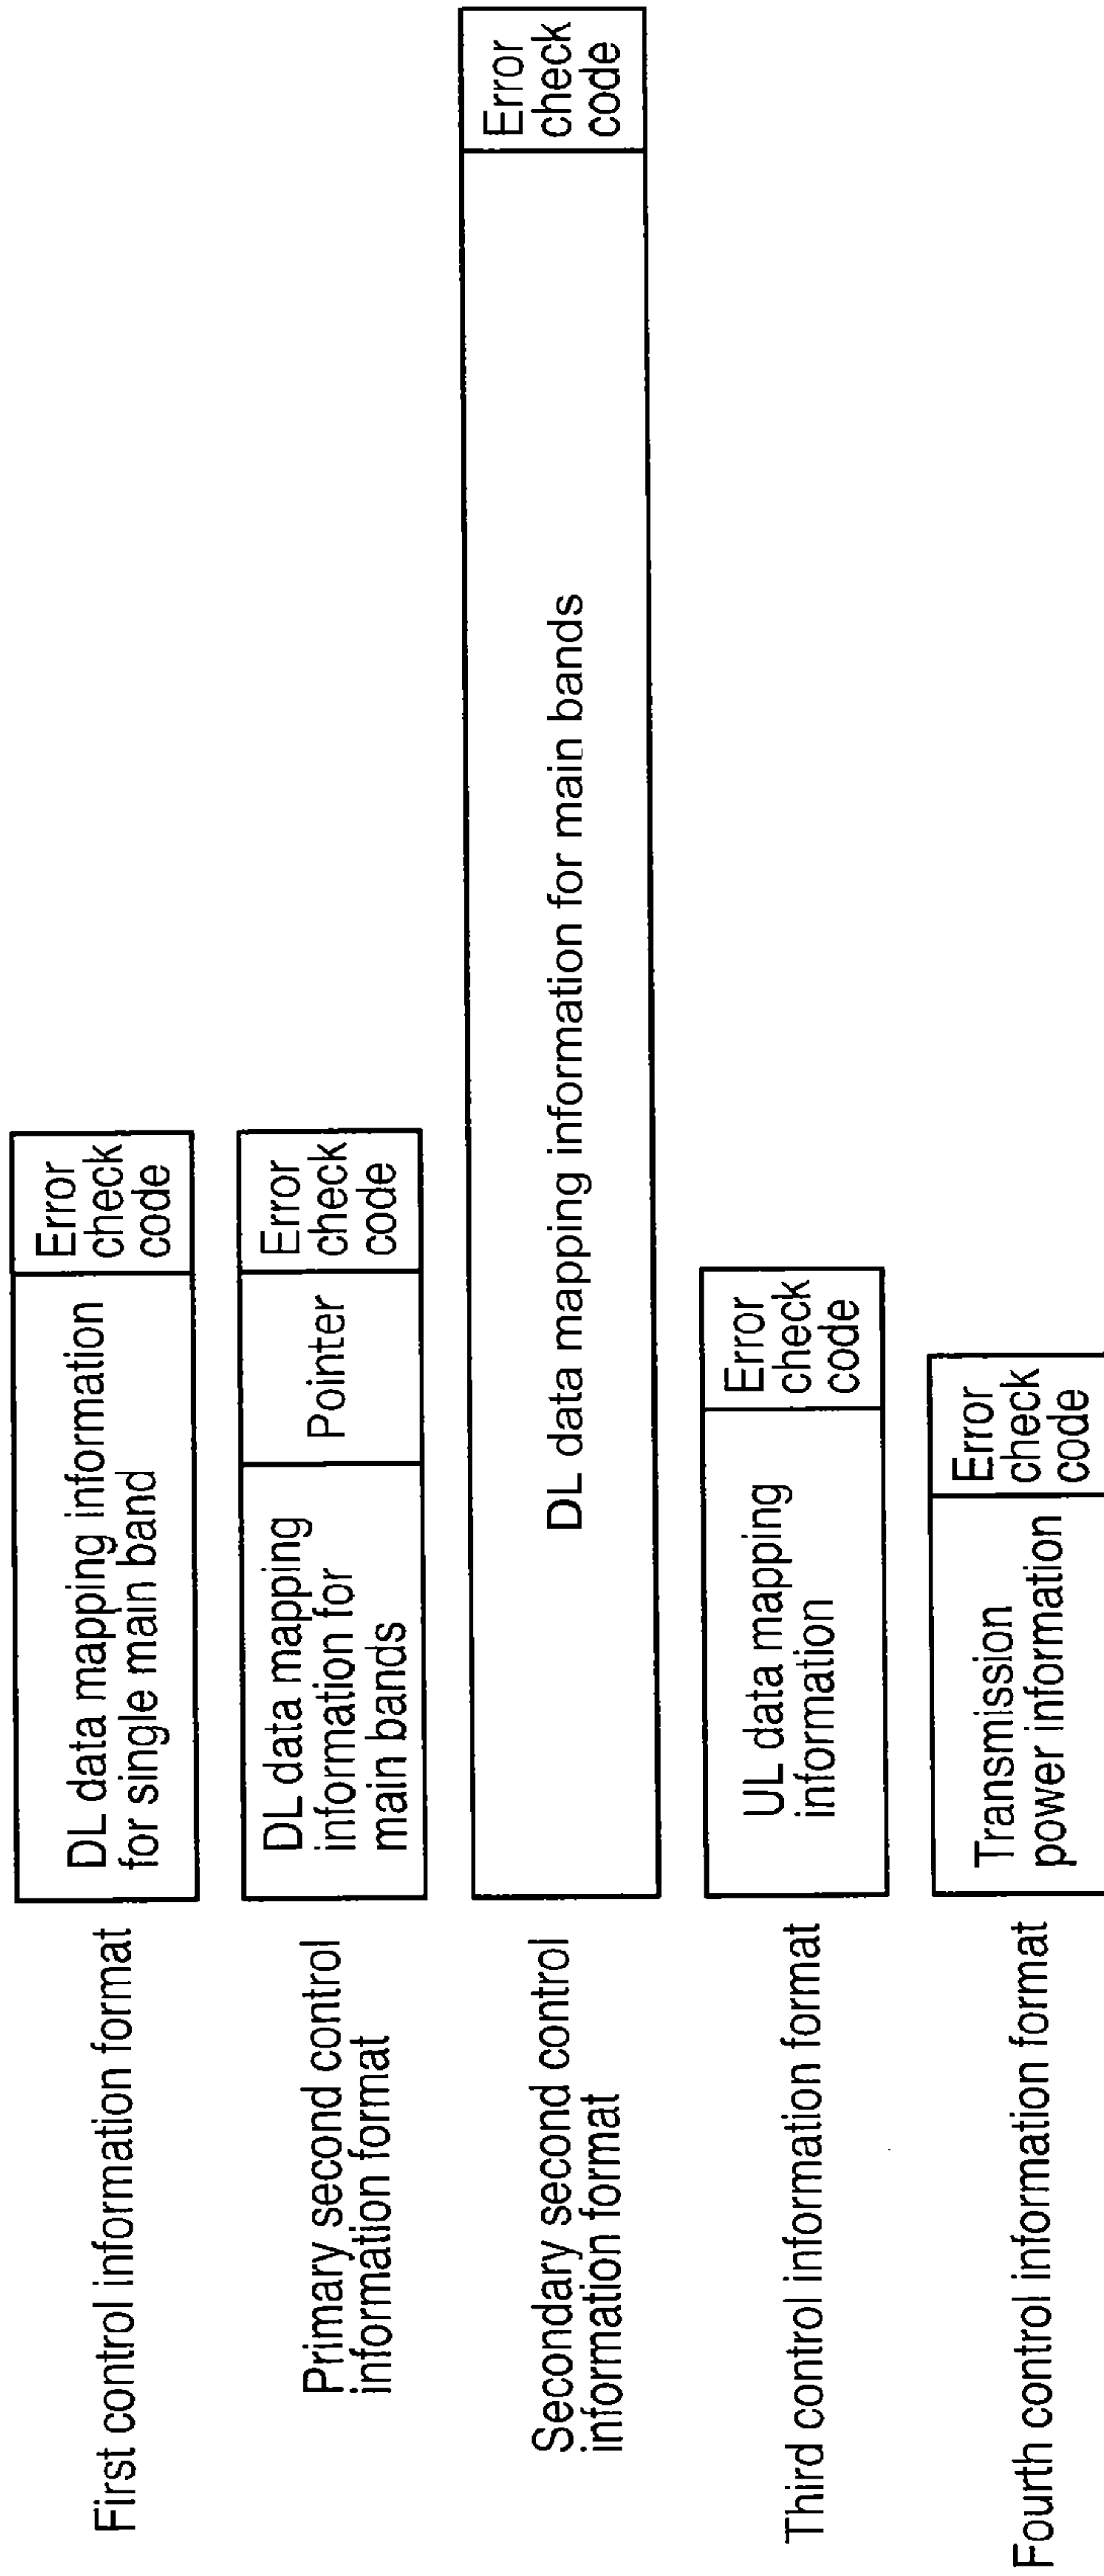 First control information format
DL data mapping information
for single main band
Error
check
code
Primary second control
information format
DL data mapping
information for
main bands
Pointer
Error
check
code
Secondary second control
information format
DL data mapping information for main bands
Error
check
code
Third control information format
UL data mapping
information
Error
check
code
Fourth control information format
Transmission
power information
Error
check
code